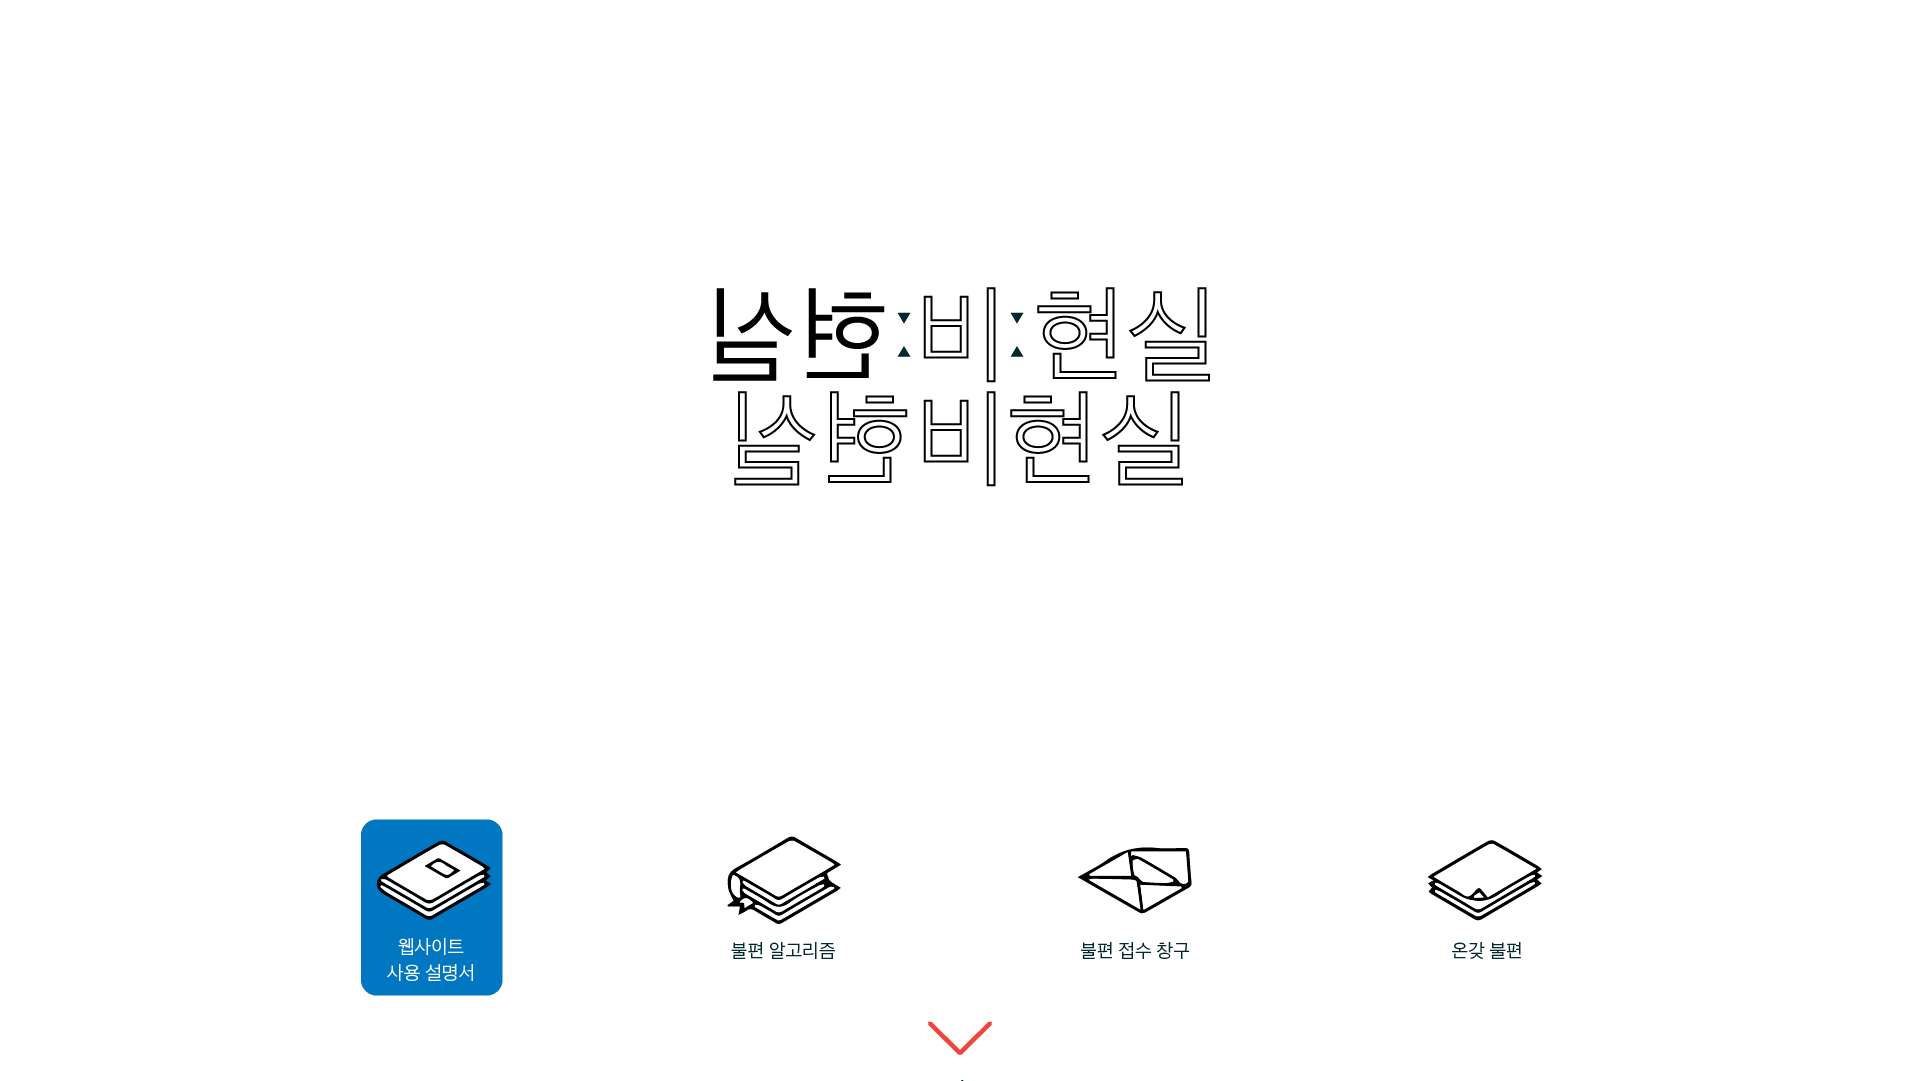 실현:비:현실
실현비현실
웹사이트
사용 설명서
불편 알고리즘
불편 접수 창구
온갖 불편